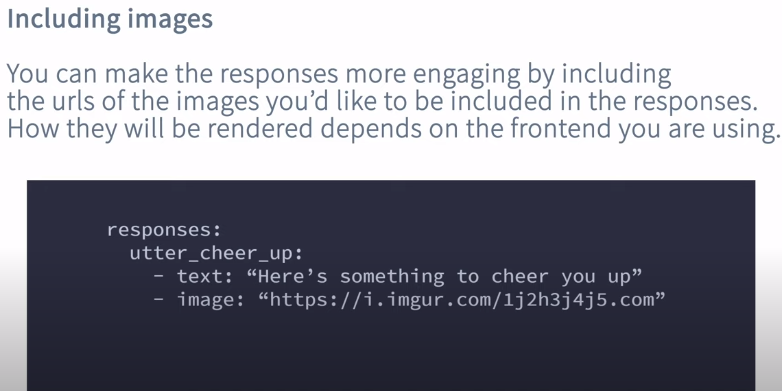 Including images
You can make the responses more engaging by including
the urls of the images you’d like to be included in the responses.
How they will be rendered depends on the frontend you are using.
responses:
utter_cheer_up:
- text: “Here’s something to cheer you up”
- image: “https://i.imgur.com/1j2h3j4j5.com”